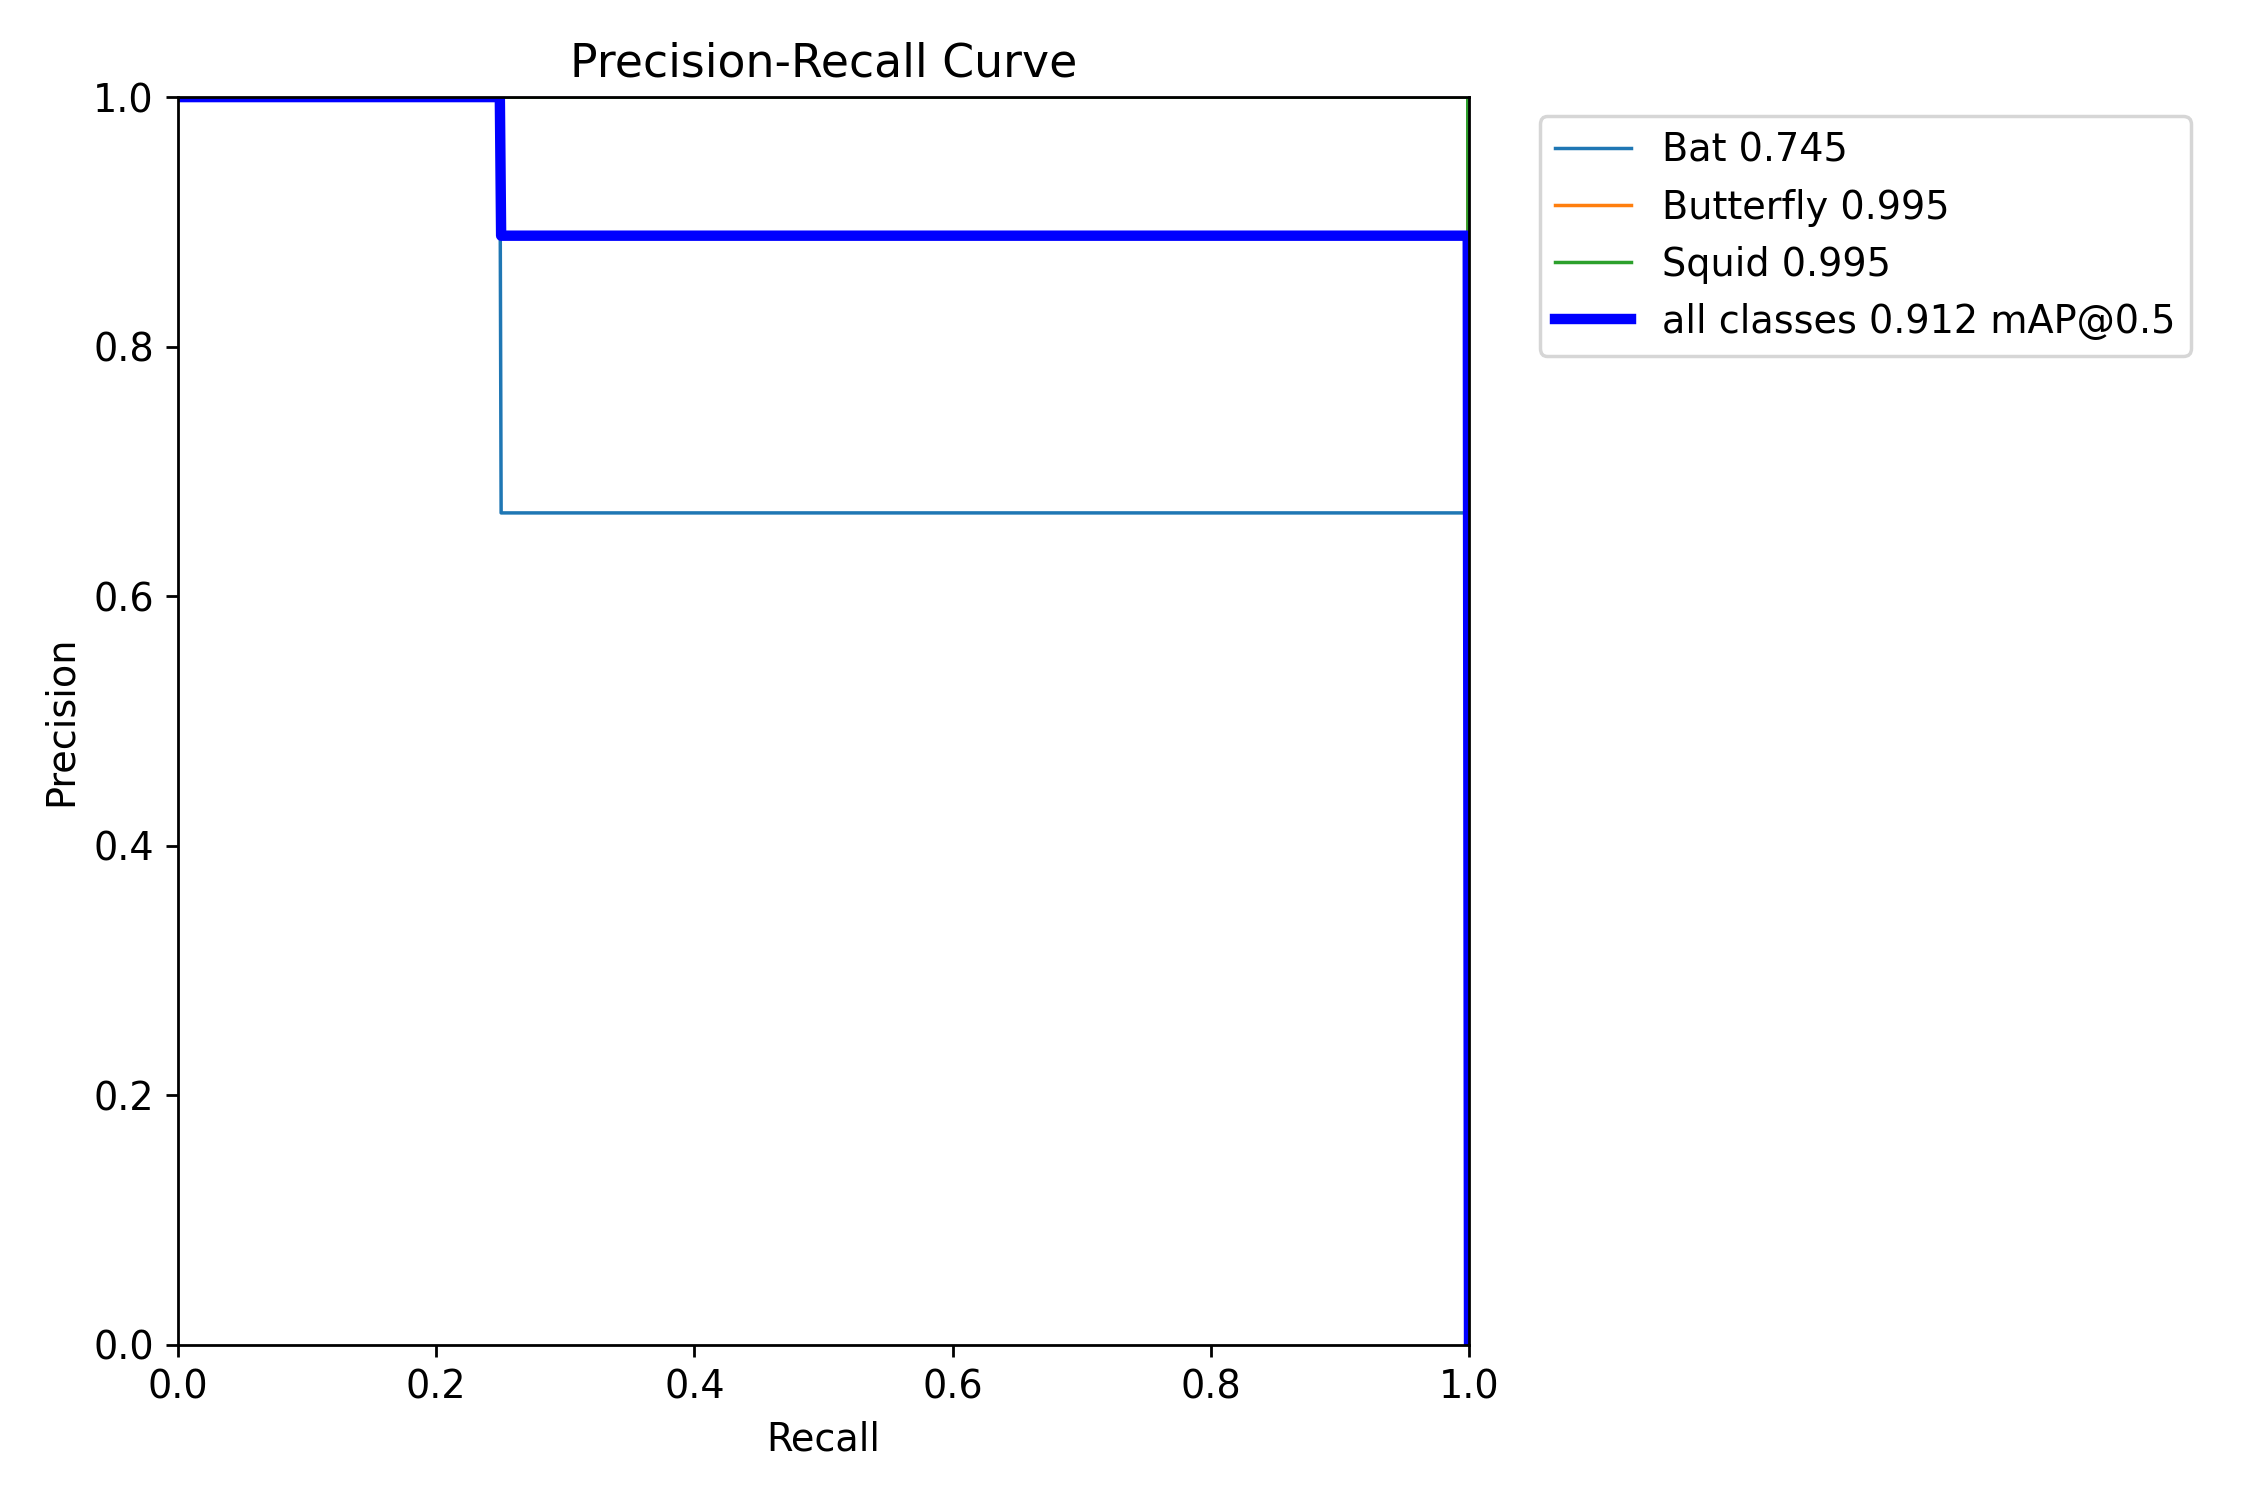 Precision-Recall Curve
1.0
0.8
0.6
0.4
0.2
0.0
Precision
0.0 0.2 0.4 0.6 0.8 1.0
Recall
Bat 0.745
Butterfly 0.995
Squid 0.995
all classes 0.912 mAP@0.5